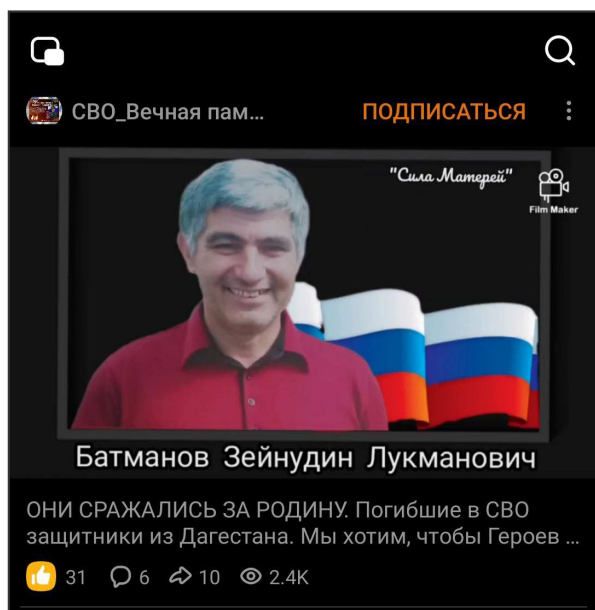 СВО_Вечная пам... ПОДПИСАТЬСЯ
"Сила Матерей"
Film Maker
Батманов Зейнудин Лукманович
ОНИ СРАЖАЛИСЬ ЗА РОДИНУ. Погибшие в СВО
защитники из Дагестана. Мы хотим, чтобы Героев ...
31 6 10 2.4K